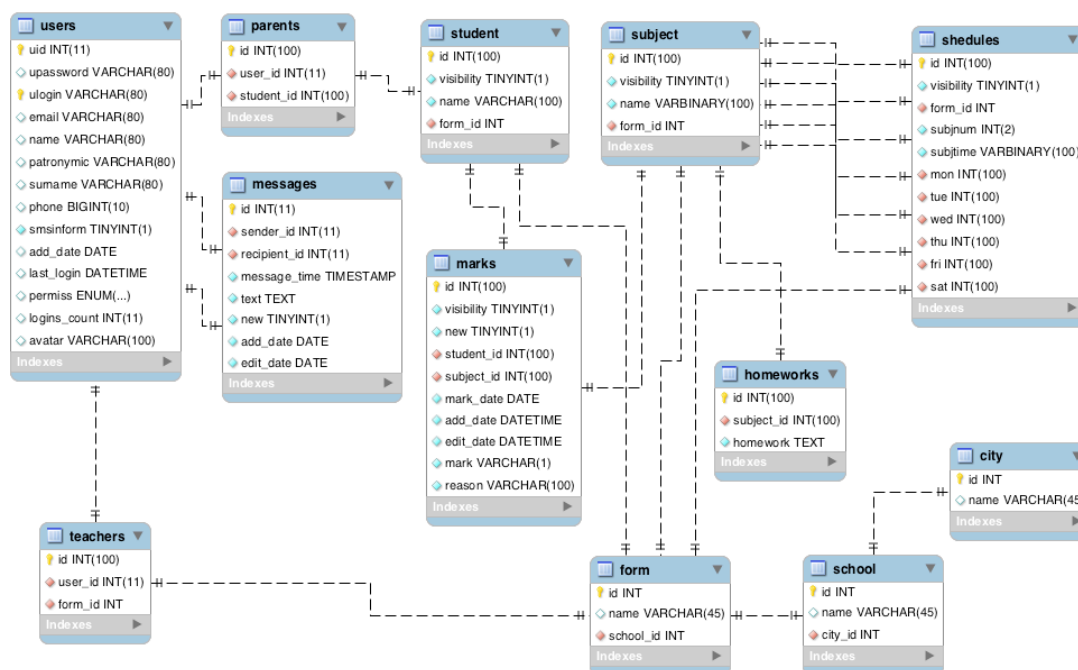 users
uid INT(11)
upassword VARCHAR(80)
ulogin VARCHAR(80)
email VARCHAR(80)
name VARCHAR(80)
patronymic VARCHAR(80)
surname VARCHAR(80)
phone BIGINT(10)
smsinform TINYINT(1)
add_date DATE
last_login DATETIME
permiss ENUM(...)
logins_count INT(11)
avatar VARCHAR(100)
Indexes
parents
id INT(100)
user_id INT(11)
student_id INT(100)
Indexes
student
id INT(100)
visibility TINYINT(1)
name VARCHAR(100)
form_id INT
Indexes
subject
id INT(100)
visibility TINYINT(1)
name VARBINARY(100)
form_id INT
Indexes
shedules
id INT(100)
visibility TINYINT(1)
form_id INT
subjnum INT(2)
subjtime VARBINARY(100)
mon INT(100)
tue INT(100)
wed INT(100)
thu INT(100)
fri INT(100)
sat INT(100)
Indexes
messages
id INT(11)
sender_id INT(11)
recipient_id INT(11)
message_time TIMESTAMP
text TEXT
new TINYINT(1)
add_date DATE
edit_date DATE
Indexes
marks
id INT(100)
visibility TINYINT(1)
new TINYINT(1)
student_id INT(100)
subject_id INT(100)
mark_date DATE
add_date DATETIME
edit_date DATETIME
mark VARCHAR(1)
reason VARCHAR(100)
Indexes
homeworks
id INT(100)
subject_id INT(100)
homework TEXT
Indexes
city
id INT
name VARCHAR(45
Indexes
teachers
id INT(100)
user_id INT(11)
form_id INT
Indexes
form
id INT
name VARCHAR(45)
school_id INT
Indexes
school
id INT
name VARCHAR(45)
city_id INT
Indexes